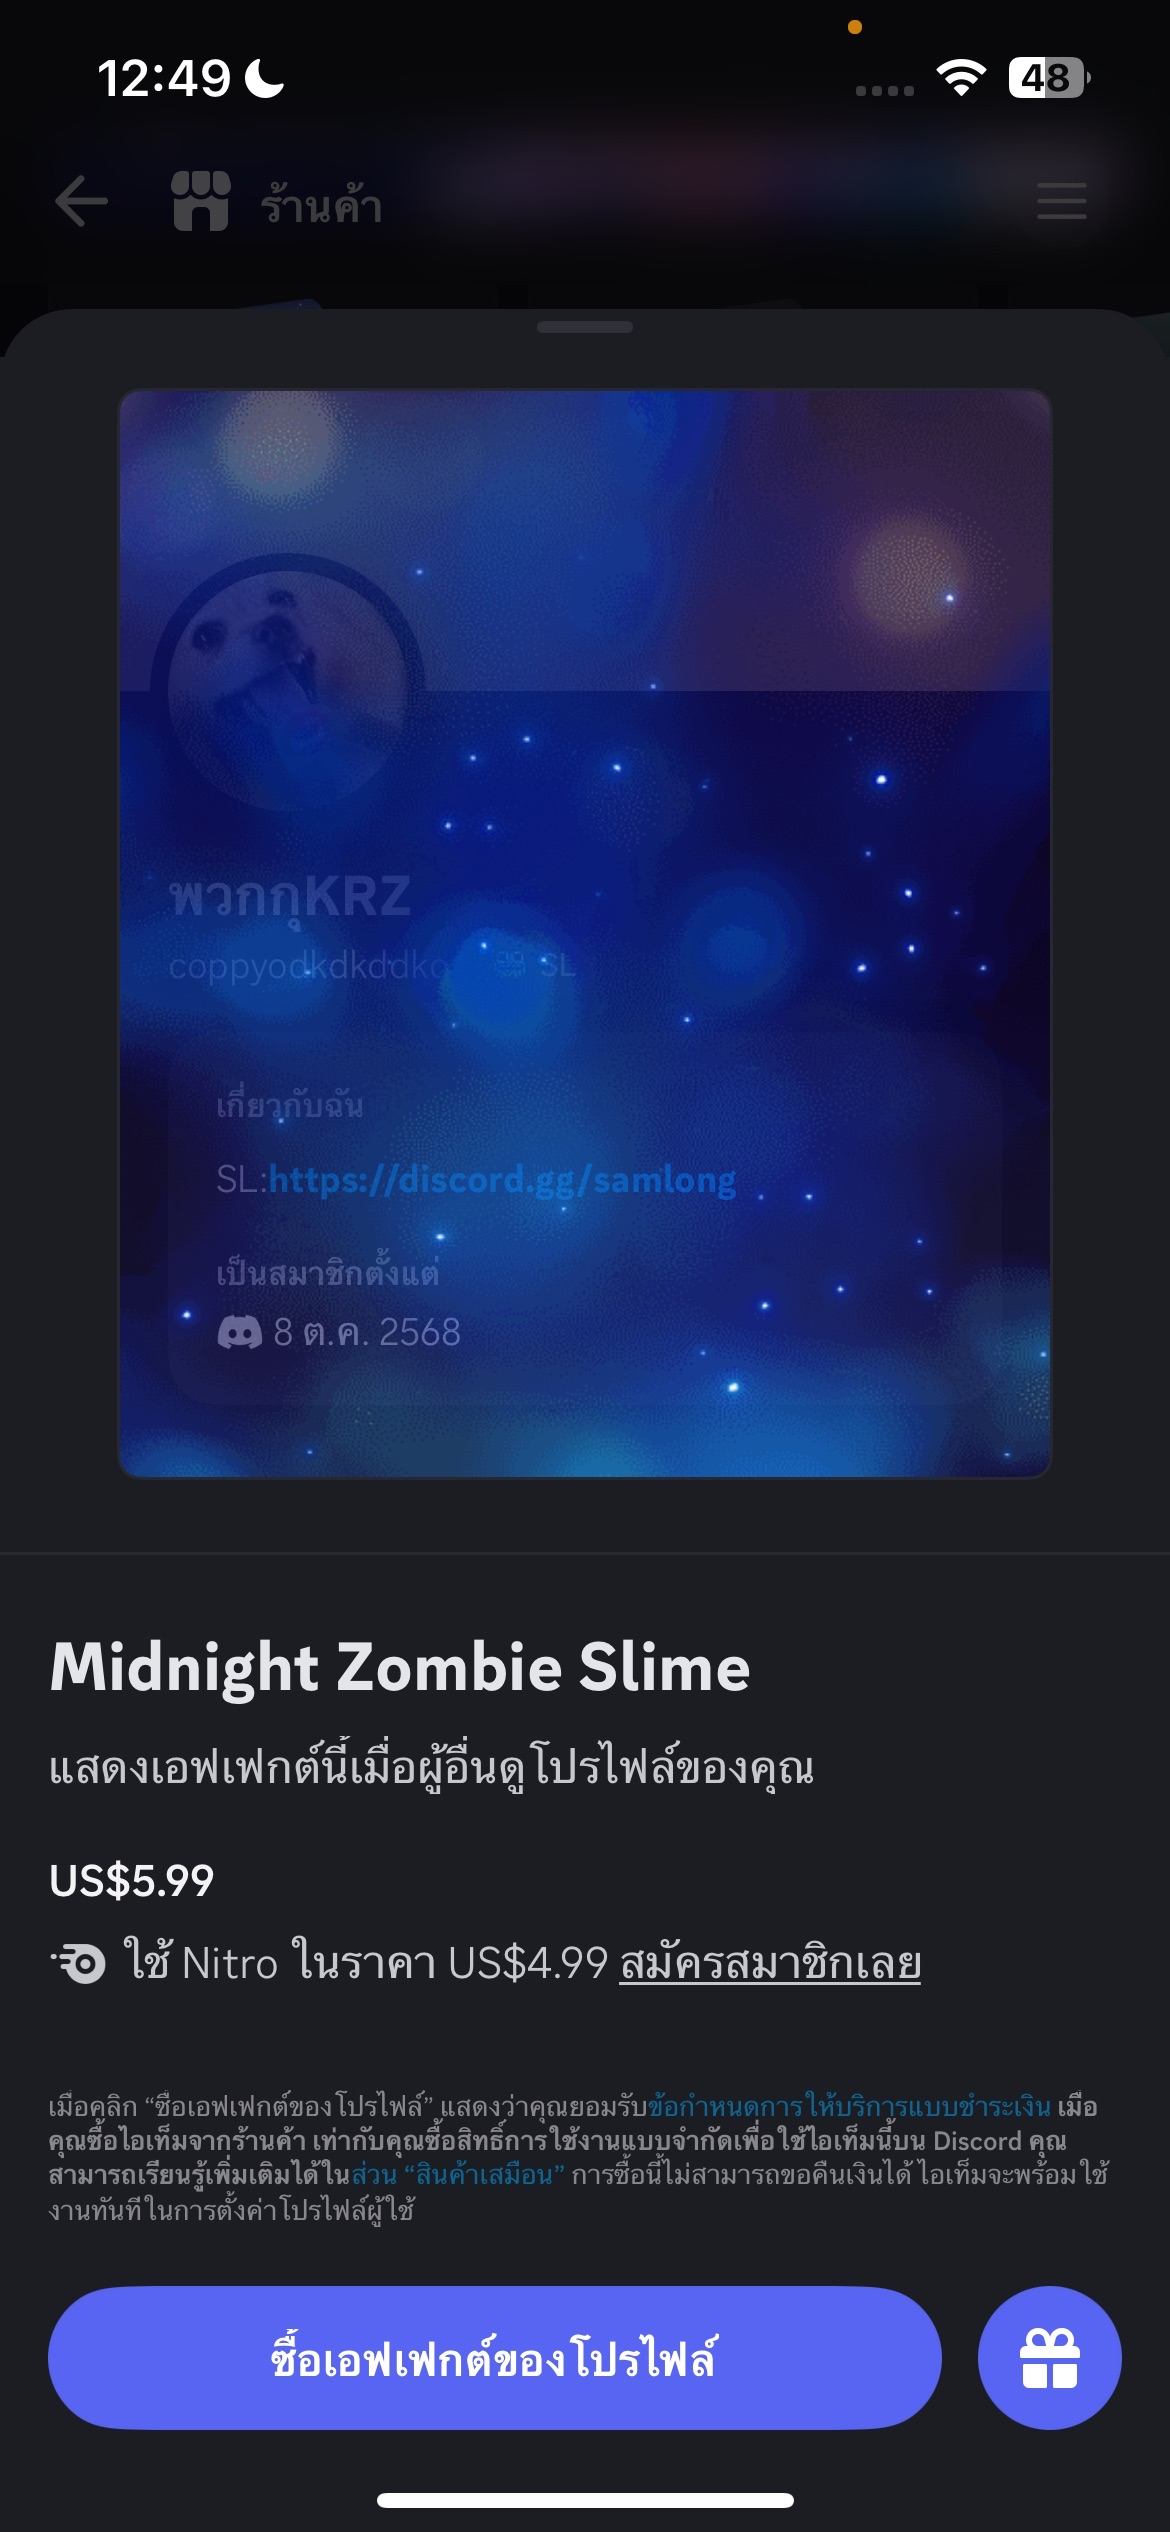 12:49
48
ร้านค้า
พวกกุKRZ
SL
เกี่ยวกับฉัน
SL:https://discord.gg/samlong
เป็นสมาชิกตั้งแต่
8 ต.ค. 2568
Midnight Zombie Slime
แสดงเอฟเฟกต์นี้เมื่อผู้อื่นดูโปรไฟล์ของคุณ
US$5.99
ใช้ Nitro ในราคา US$4.99 สมัครสมาชิกเลย
เมื่อคลิก “ซื้อเอฟเฟกต์ของโปรไฟล์” แสดงว่าคุณยอมรับข้อกำหนดการให้บริการแบบชำระเงิน เมื่อ
คุณซื้อไอเท็มจากร้านค้า เท่ากับคุณซื้อสิทธิ์การใช้งานแบบจำกัดเพื่อใช้ไอเท็มนี้บน Discord คุณ
สามารถเรียนรู้เพิ่มเติมได้ในส่วน “สินค้าเสมือน” การซื้อนี้ไม่สามารถขอคืนเงินได้ ไอเท็มจะพร้อมใช้
งานทันทีในการตั้งค่าโปรไฟล์ผู้ใช้
ซื้อเอฟเฟกต์ของโปรไฟล์